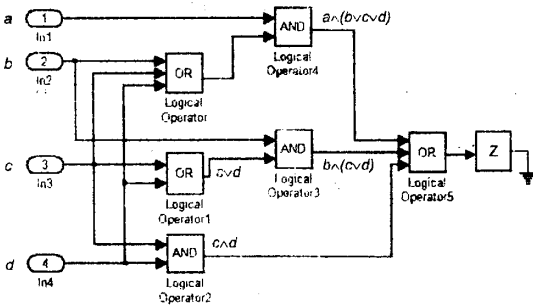 a
1
In1
AND
a∧(b∨c∨d)
Logical
Operator4
b
2
In2
OR
Logical
Operator
AND
b∧(c∨d)
Logical
Operator3
OR
Logical
Operator5
Z
c
3
In3
OR
c∨d
Logical
Operator1
d
4
In4
AND
c∧d
Logical
Operator2